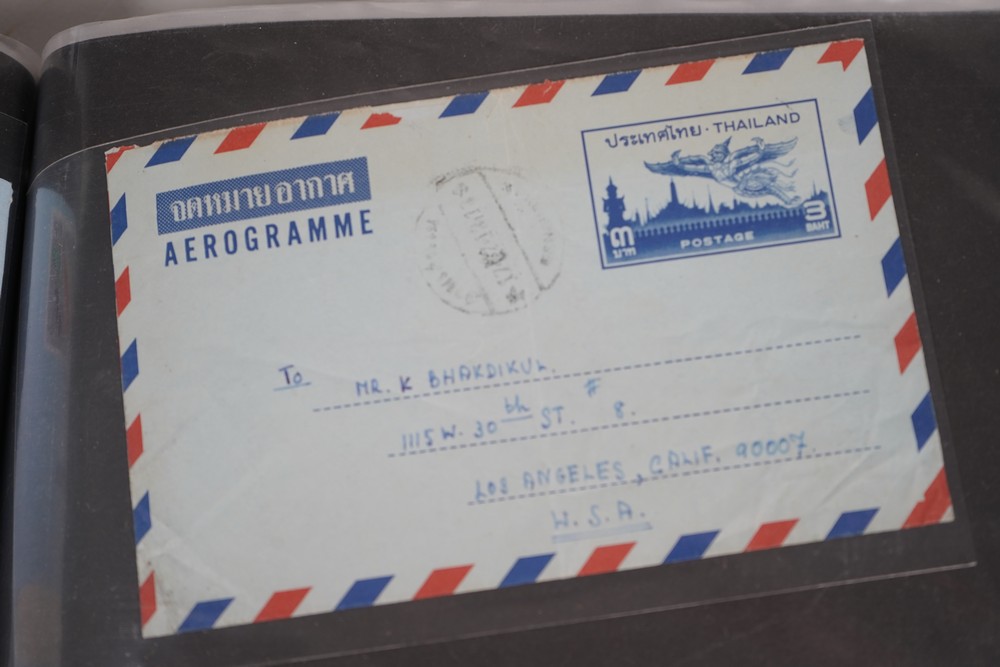 ประเทศไทย · THAILAND
๓ บาท
POSTAGE
3 BAHT
จดหมายอากาศ
AEROGRAMME
To MR. K BHAKDIKUL.
1115 W. 30th ST. # 8.
LOS ANGELES, CALIF. 90007.
U.S.A.